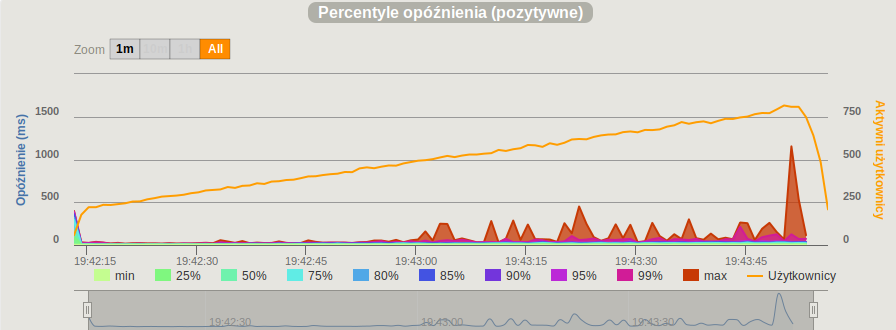 Percentyle opóźnienia (pozytywne)
Zoom 1m 10m 1h All
1500 750
1000 500
500 250
0 0
Opóźnienie (ms)
Aktywni użytkownicy
19:42:15 19:42:30 19:42:45 19:43:00 19:43:15 19:43:30 19:43:45
min 25% 50% 75% 80% 85% 90% 95% 99% max Użytkownicy
19:42:30 19:43:00 19:43:30